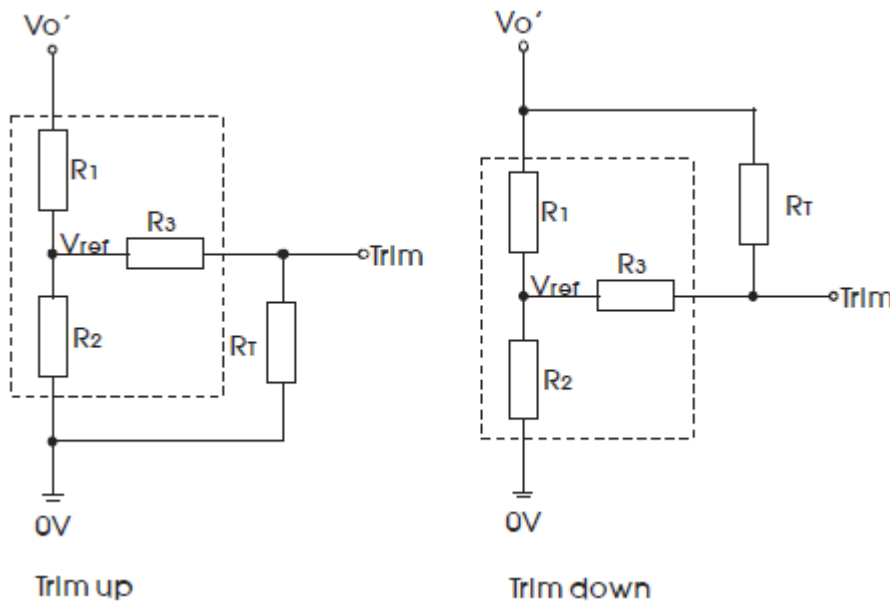 Vo′
R1
Vref
R3
Trim
R2
RT
0V
Trim up
Vo′
R1
RT
Vref
R3
Trim
R2
0V
Trim down